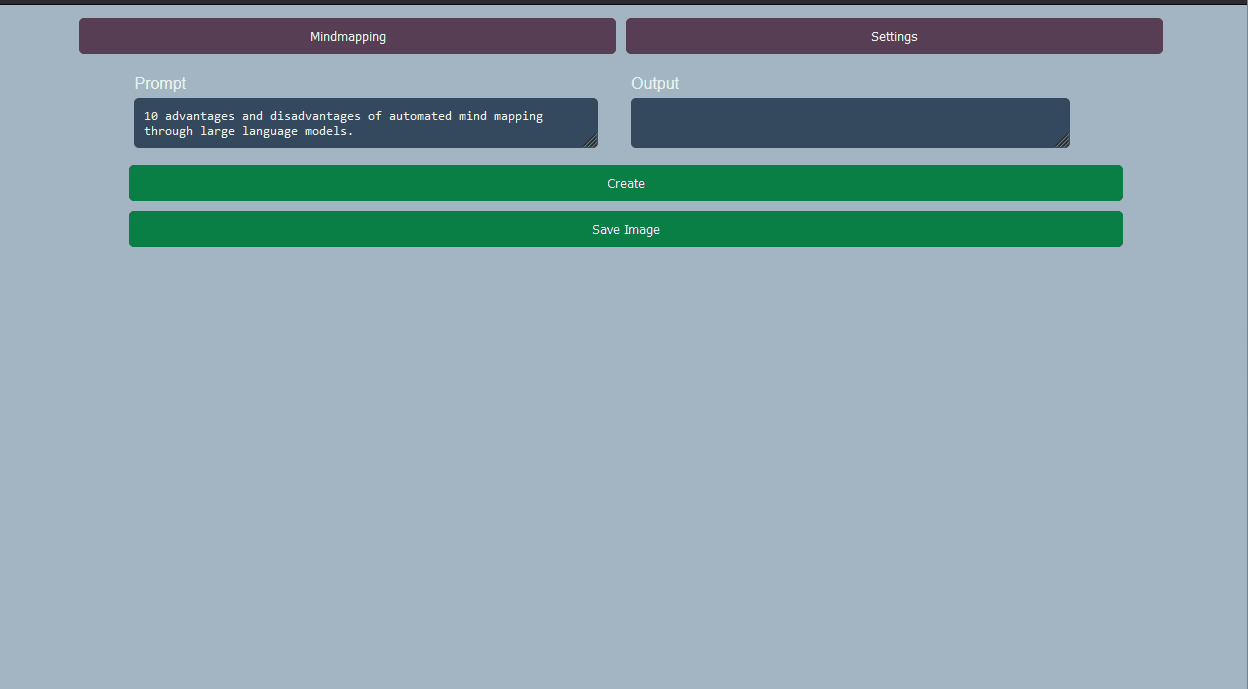 Mindmapping
Settings
Prompt
Output
10 advantages and disadvantages of automated mind mapping
through large language models.
Create
Save Image